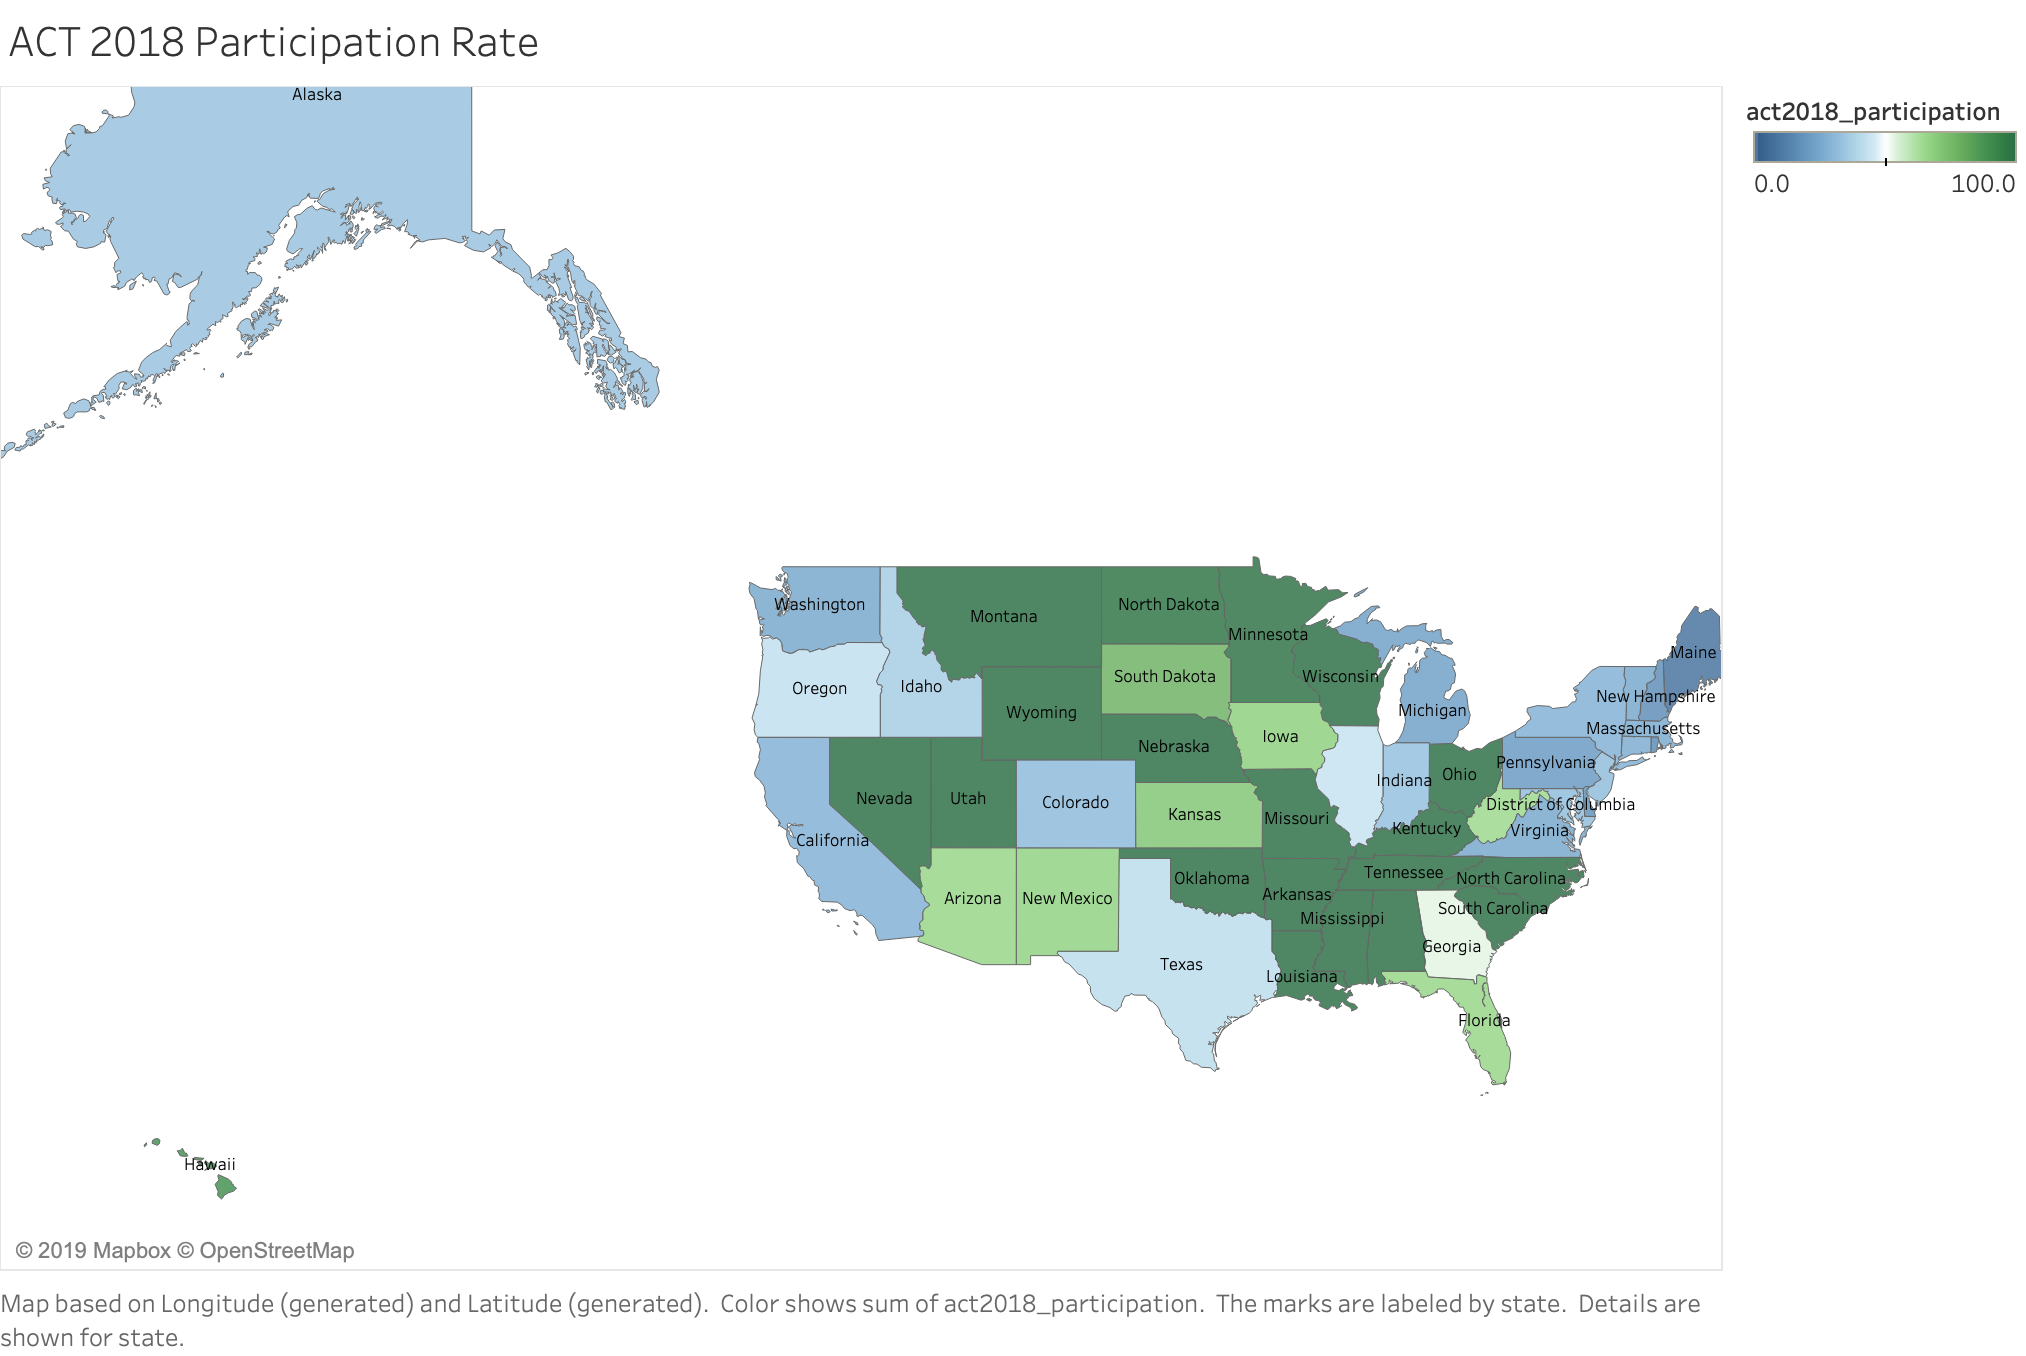 ACT 2018 Participation Rate
Alaska
act2018_participation
0.0 100.0
Washington
Montana
North Dakota
Minnesota
Maine
Oregon
Idaho
South Dakota
Wisconsin
New Hampshire
Wyoming
Michigan
Massachusetts
Nebraska
Iowa
Pennsylvania
Nevada
Utah
Colorado
Indiana
Ohio
Kansas
District of Columbia
Missouri
Kentucky
Virginia
California
Oklahoma
Tennessee
North Carolina
Arizona
New Mexico
Arkansas
South Carolina
Mississippi
Georgia
Texas
Louisiana
Florida
Hawaii
© 2019 Mapbox © OpenStreetMap
Map based on Longitude (generated) and Latitude (generated). Color shows sum of act2018_participation. The marks are labeled by state. Details are
shown for state.